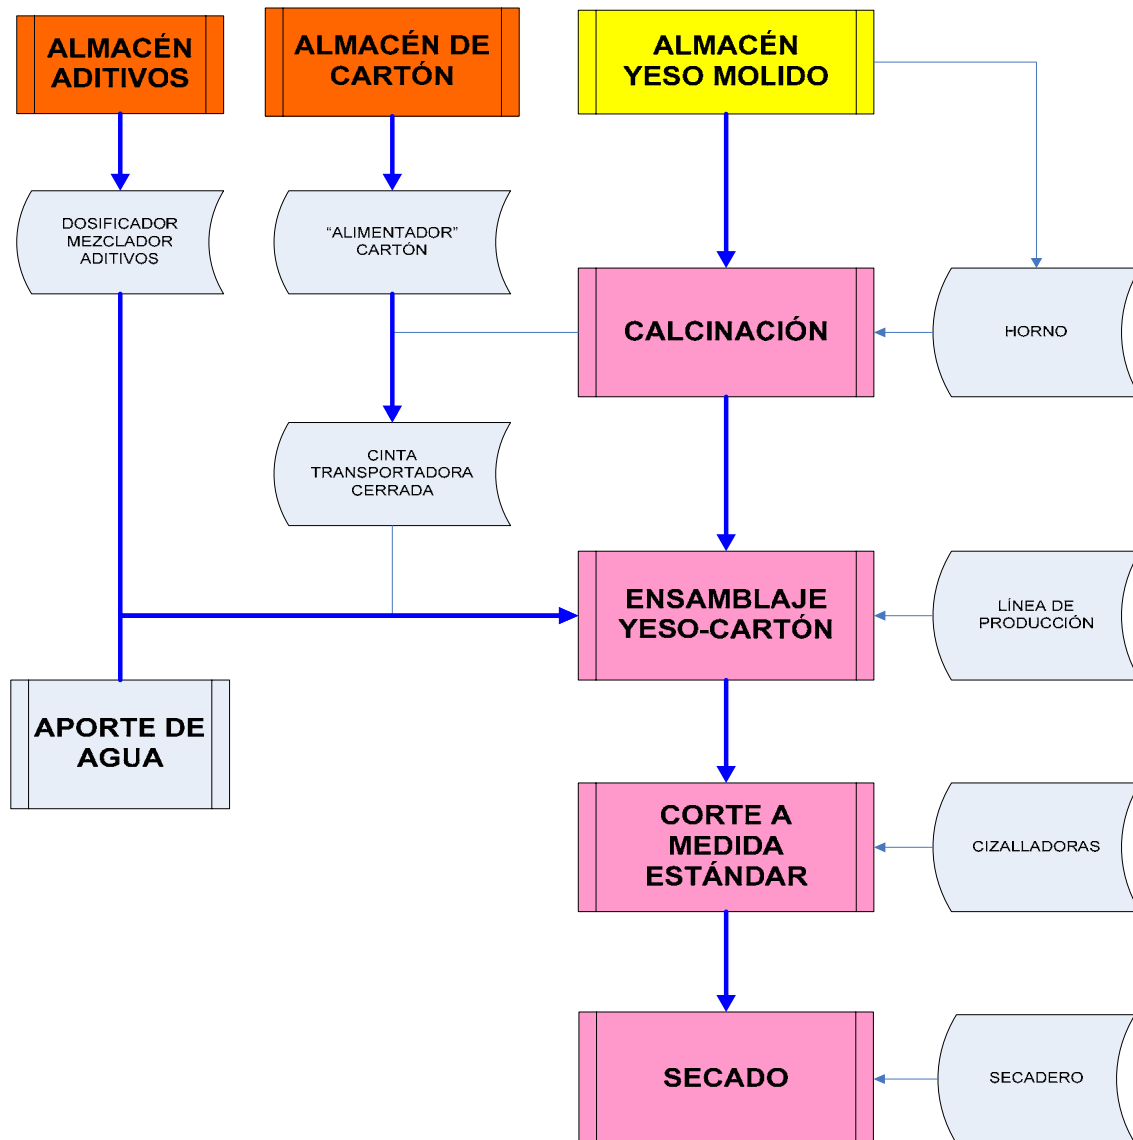 ALMACÉN
ADITIVOS
ALMACÉN DE
CARTÓN
ALMACÉN
YESO MOLIDO
DOSIFICADOR
MEZCLADOR
ADITIVOS
“ALIMENTADOR”
CARTÓN
CALCINACIÓN
HORNO
CINTA
TRANSPORTADORA
CERRADA
ENSAMBLAJE
YESO-CARTÓN
LÍNEA DE
PRODUCCIÓN
APORTE DE
AGUA
CORTE A
MEDIDA
ESTÁNDAR
CIZALLADORAS
SECADO
SECADERO